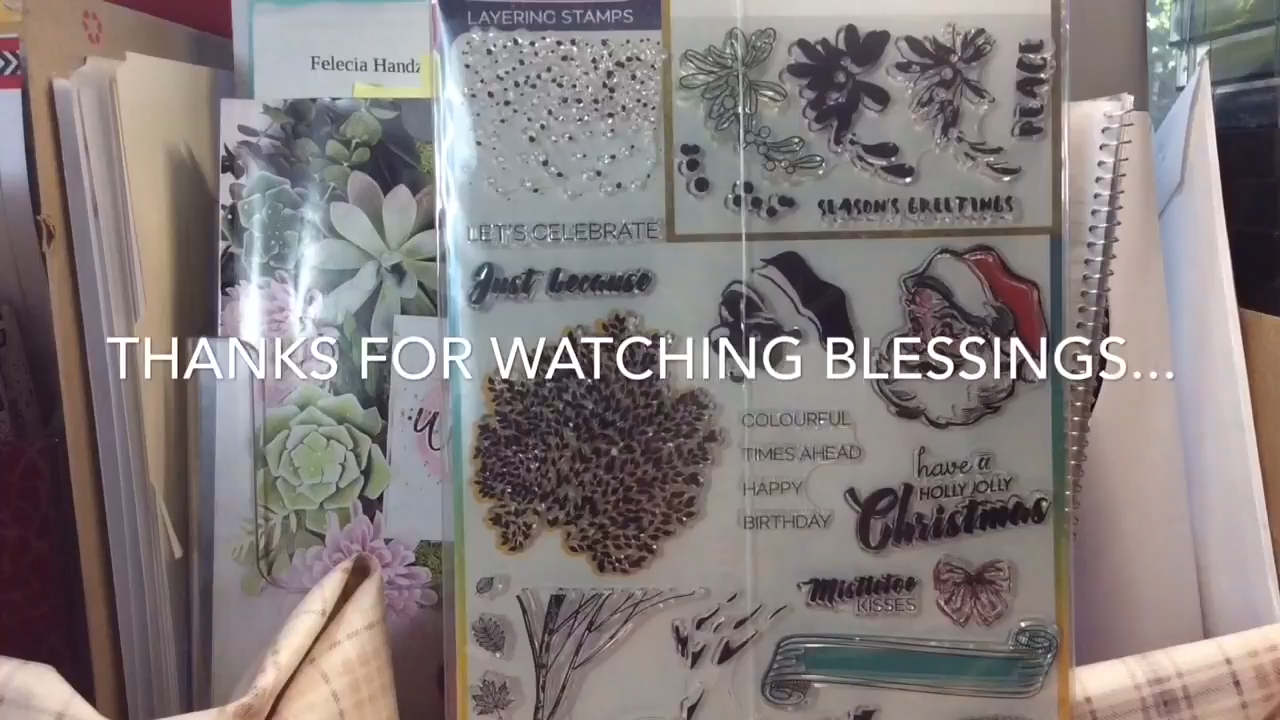 LAYERING STAMPS
Felecia Handz
PEACE
SEASON'S GREETINGS
LET'S CELEBRATE
Just because
THANKS FOR WATCHING BLESSINGS...
COLOURFUL
TIMES AHEAD
HAPPY
BIRTHDAY
have a
HOLLY JOLLY
Christmas
Mistletoe
KISSES